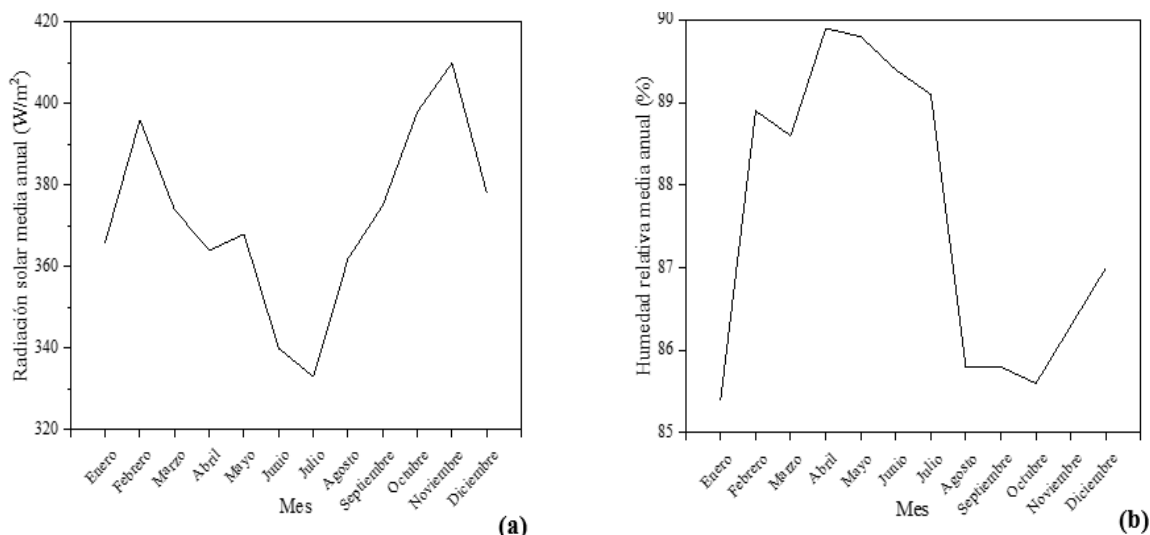 420
400
380
360
340
320
Radiación solar media anual (W/m²)
Enero
Febrero
Marzo
Abril
Mayo
Junio
Julio
Agosto
Septiembre
Octubre
Noviembre
Diciembre
Mes
(a)
90
89
88
87
86
85
Humedad relativa media anual (%)
Enero
Febrero
Marzo
Abril
Mayo
Junio
Julio
Agosto
Septiembre
Octubre
Noviembre
Diciembre
Mes
(b)